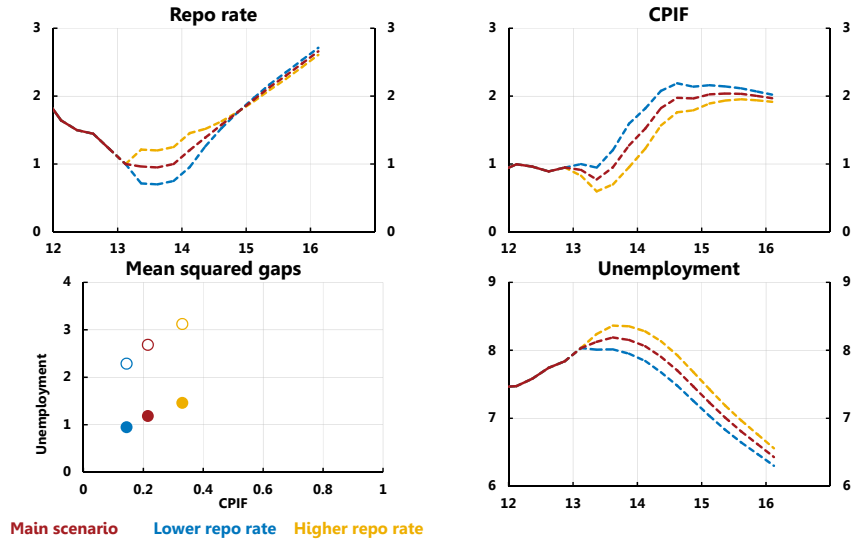 Repo rate
CPIF
3 3
2 2
1 1
0 0
12 13 14 15 16
3 3
2 2
1 1
0 0
12 13 14 15 16
Mean squared gaps
Unemployment
4
3
2
1
0
Unemployment
0 0.2 0.4 0.6 0.8 1
CPIF
9 9
8 8
7 7
6 6
12 13 14 15 16
Main scenario Lower repo rate Higher repo rate